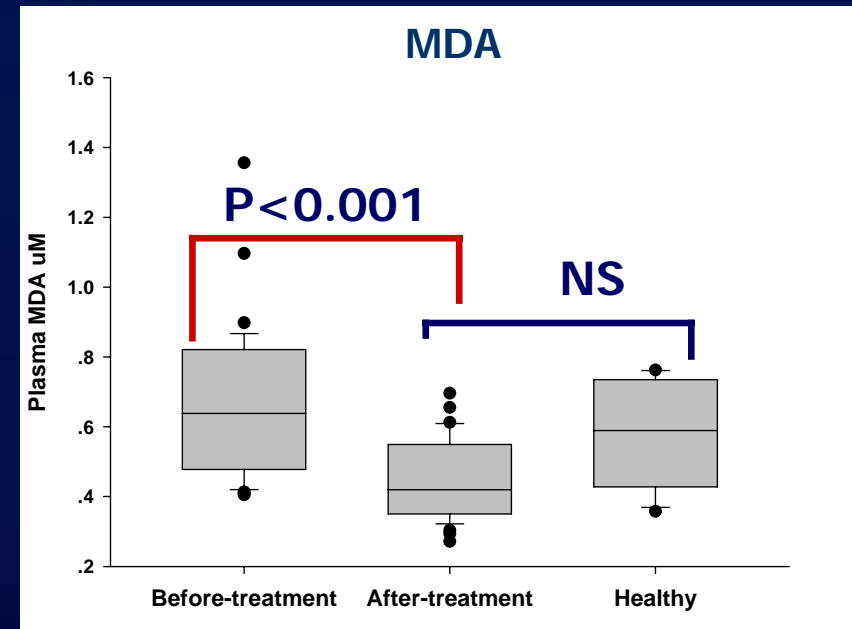 MDA
1.6
1.4
P<0.001
1.2
1.0
NS
.8
.6
.4
.2
Plasma MDA uM
Before-treatment After-treatment Healthy